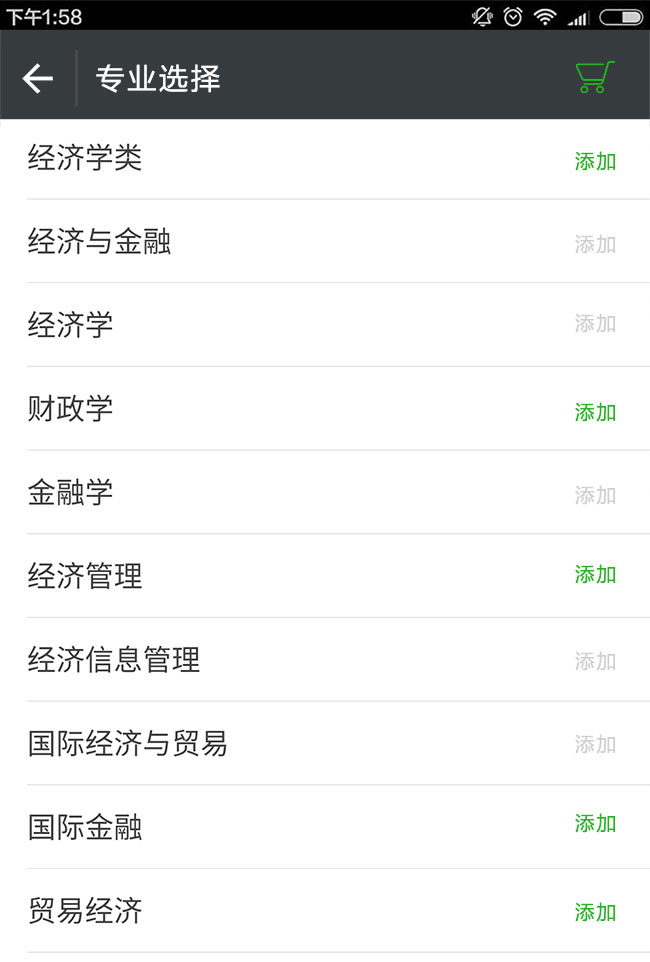 下午1:58
专业选择
经济学类 添加
经济与金融 添加
经济学 添加
财政学 添加
金融学 添加
经济管理 添加
经济信息管理 添加
国际经济与贸易 添加
国际金融 添加
贸易经济 添加